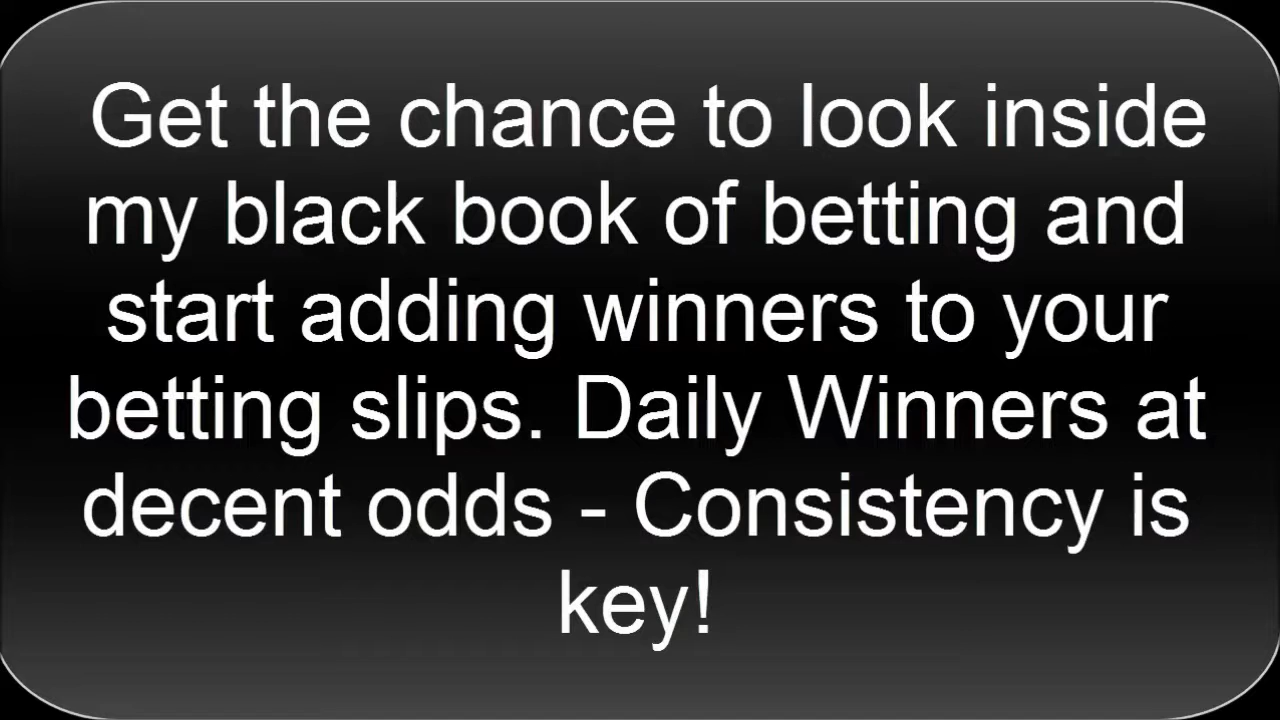 Get the chance to look inside
my black book of betting and
start adding winners to your
betting slips. Daily Winners at
decent odds - Consistency is
key!